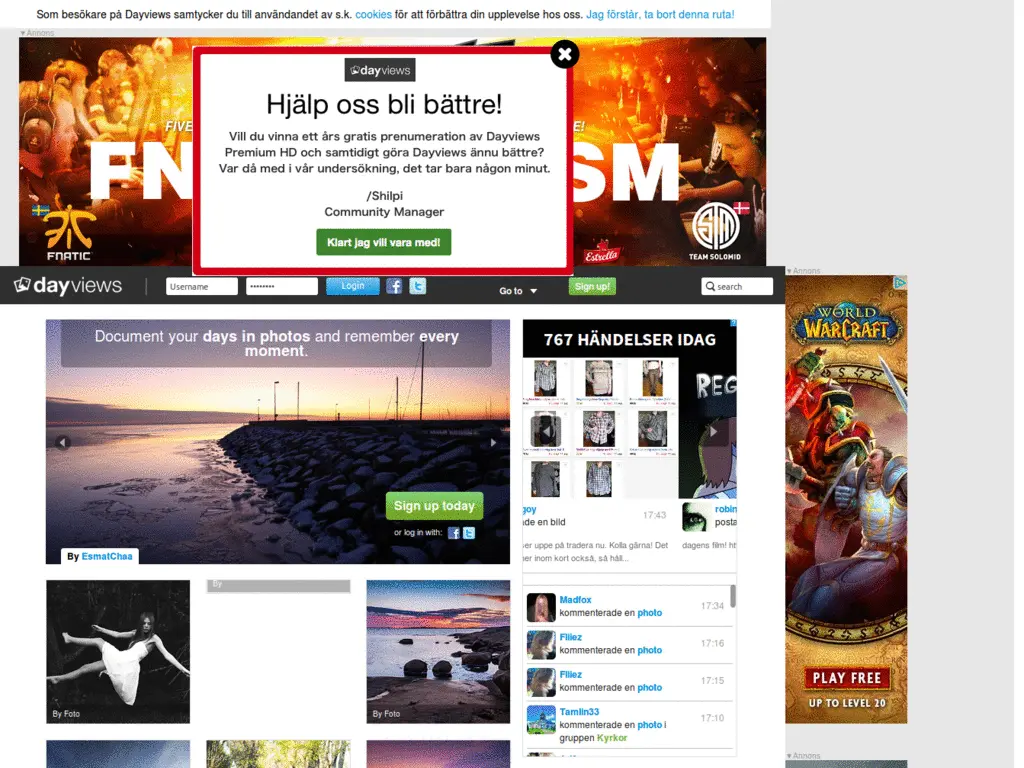 Som besökare på Dayviews samtycker du till användandet av s.k. cookies för att förbättra din upplevelse hos oss. Jag förstår, ta bort denna ruta!
▼Annons
FIVE
E!
FN
SM
dayviews
Hjälp oss bli bättre!
Vill du vinna ett års gratis prenumeration av Dayviews
Premium HD och samtidigt göra Dayviews ännu bättre?
Var då med i vår undersökning, det tar bara någon minut.
/Shilpi
Community Manager
Klart jag vill vara med!
FNATIC
Estrella
TEAM SOLOMID
dayviews
Username
••••••••
Login
Go to ▼
Sign up!
search
▼Annons
Document your days in photos and remember every
moment.
Sign up today
or log in with:
By EsmatChaa
767 HÄNDELSER IDAG
REG
goy
17:43
ade en bild
robin
posta
ner uppe på tradera nu. Kolla gärna! Det
ner inom kort också, så håll...
dagens film! ht
Madfox
kommenterade en photo
17:34
Fliiez
kommenterade en photo
17:16
Fliiez
kommenterade en photo
17:15
Tamlin33
kommenterade en photo i
gruppen Kyrkor
17:10
By Foto
By
By Foto
WORLD
OF
WARCRAFT
PLAY FREE
UP TO LEVEL 20
▼Annons